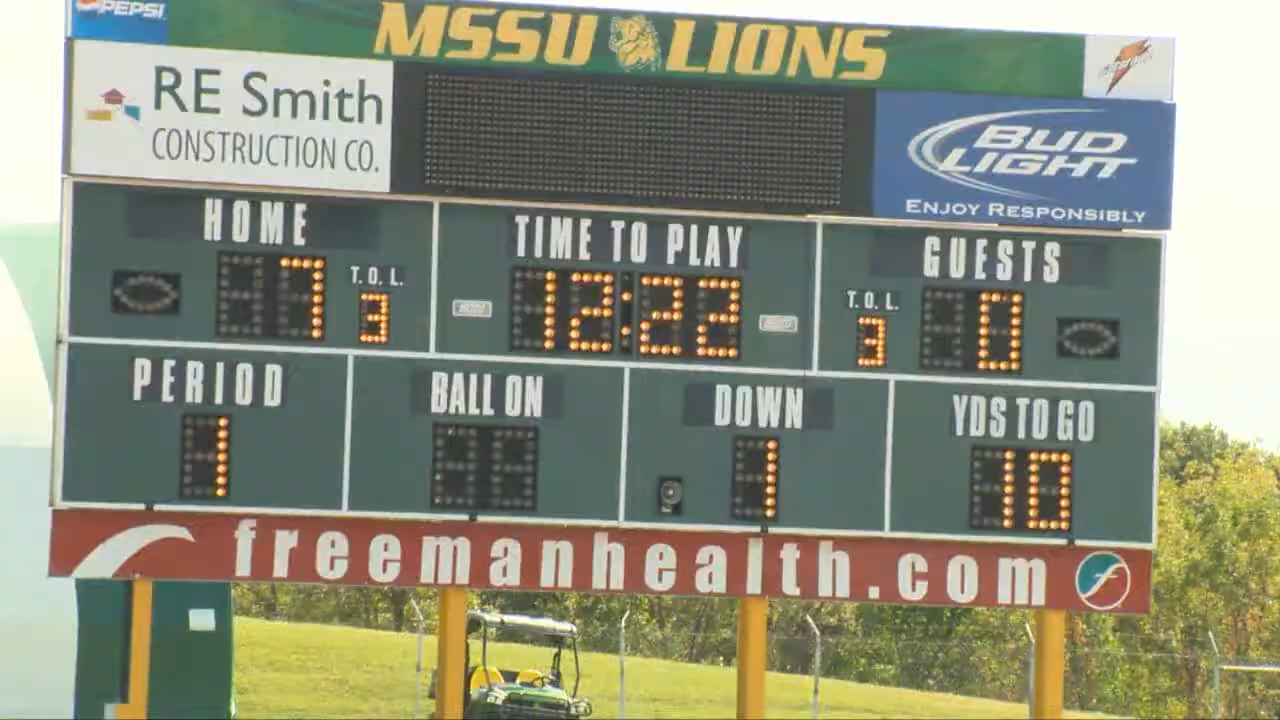 PEPSI
MSSU LIONS
RE Smith
CONSTRUCTION CO.
BUD
LIGHT
ENJOY RESPONSIBLY
HOME
TIME TO PLAY
GUESTS
7
T.O.L.
3
12:22
T.O.L.
3
0
PERIOD
BALL ON
DOWN
YDS TO GO
1
1
10
freemanhealth.com
f